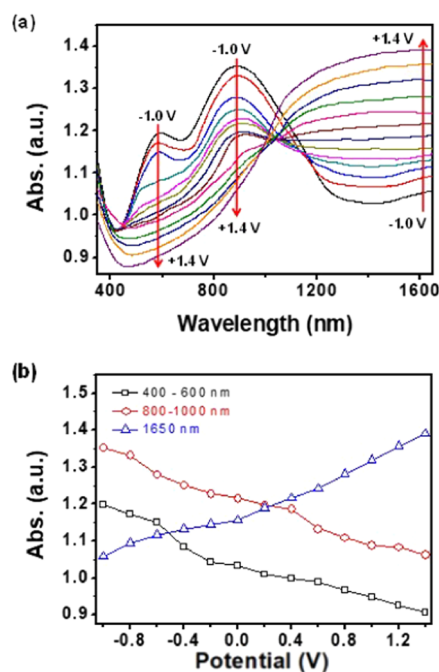 (a)
-1.0 V
-1.0 V
+1.4 V
+1.4 V
+1.4 V
-1.0 V
1.4
1.3
1.2
1.1
1.0
0.9
Abs. (a.u.)
400
800
1200
1600
Wavelength (nm)
(b)
400 - 600 nm
800-1000 nm
1650 nm
1.5
1.4
1.3
1.2
1.1
1.0
0.9
Abs. (a.u.)
-0.8
-0.4
0.0
0.4
0.8
1.2
Potential (V)